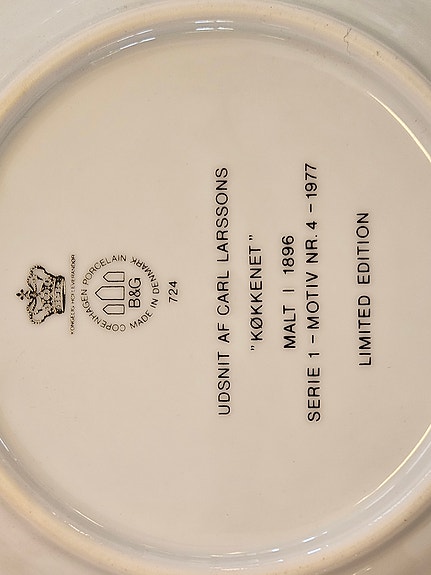 KONGELIG HOFLEVERANDØR
COPENHAGEN PORCELAIN
B&G
MADE IN DENMARK
724
UDSNIT AF CARL LARSSONS
"KØKKENET"
MALT I 1896
SERIE 1 - MOTIV NR. 4 - 1977
LIMITED EDITION